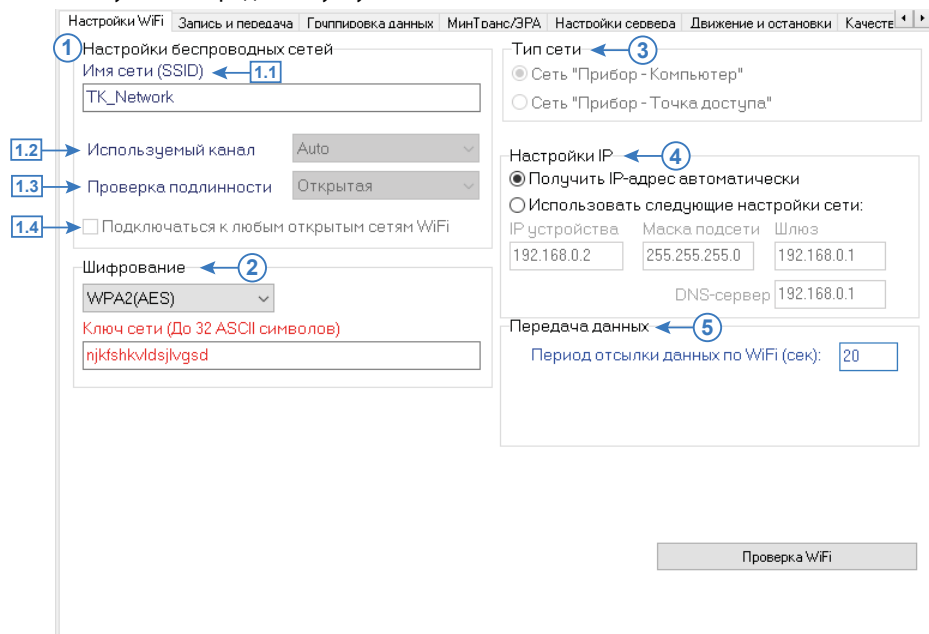 Настройки WiFi Запись и передача Группировка данных МинТранс/ЭРА Настройки сервера Движение и остановки Качеств
1 Настройки беспроводных сетей
Имя сети (SSID) 1.1
TK_Network
1.2 Используемый канал Auto
1.3 Проверка подлинности Открытая
1.4 Подключаться к любым открытым сетям WiFi
Шифрование 2
WPA2(AES)
Ключ сети (До 32 ASCII символов)
njkfshkvldsjlvgsd
Тип сети 3
Сеть "Прибор - Компьютер"
Сеть "Прибор - Точка доступа"
Настройки IP 4
Получить IP-адрес автоматически
Использовать следующие настройки сети:
IP устройства Маска подсети Шлюз
192.168.0.2 255.255.255.0 192.168.0.1
DNS-сервер 192.168.0.1
Передача данных 5
Период отсылки данных по WiFi (сек): 20
Проверка WiFi